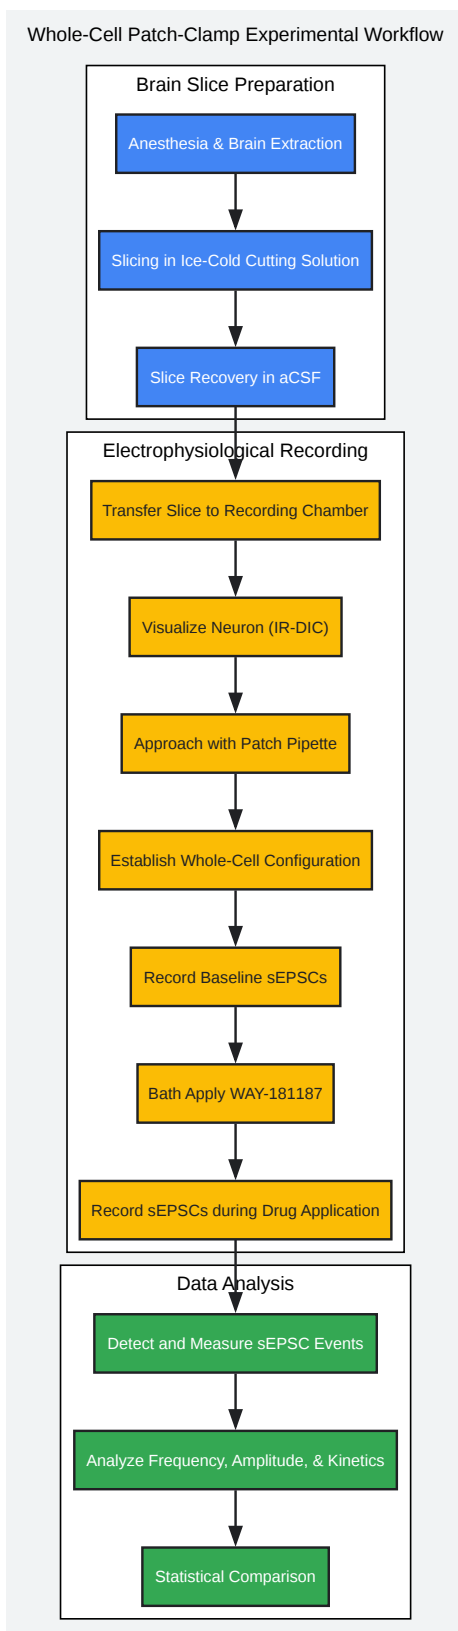 Whole-Cell Patch-Clamp Experimental Workflow
Brain Slice Preparation
Anesthesia & Brain Extraction
Slicing in Ice-Cold Cutting Solution
Slice Recovery in aCSF
Electrophysiological Recording
Transfer Slice to Recording Chamber
Visualize Neuron (IR-DIC)
Approach with Patch Pipette
Establish Whole-Cell Configuration
Record Baseline sEPSCs
Bath Apply WAY-181187
Record sEPSCs during Drug Application
Data Analysis
Detect and Measure sEPSC Events
Analyze Frequency, Amplitude, & Kinetics
Statistical Comparison